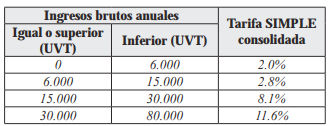 Ingresos brutos anuales
Tarifa SIMPLE
consolidada
Igual o superior
(UVT)
Inferior (UVT)
0 6.000 2.0%
6.000 15.000 2.8%
15.000 30.000 8.1%
30.000 80.000 11.6%